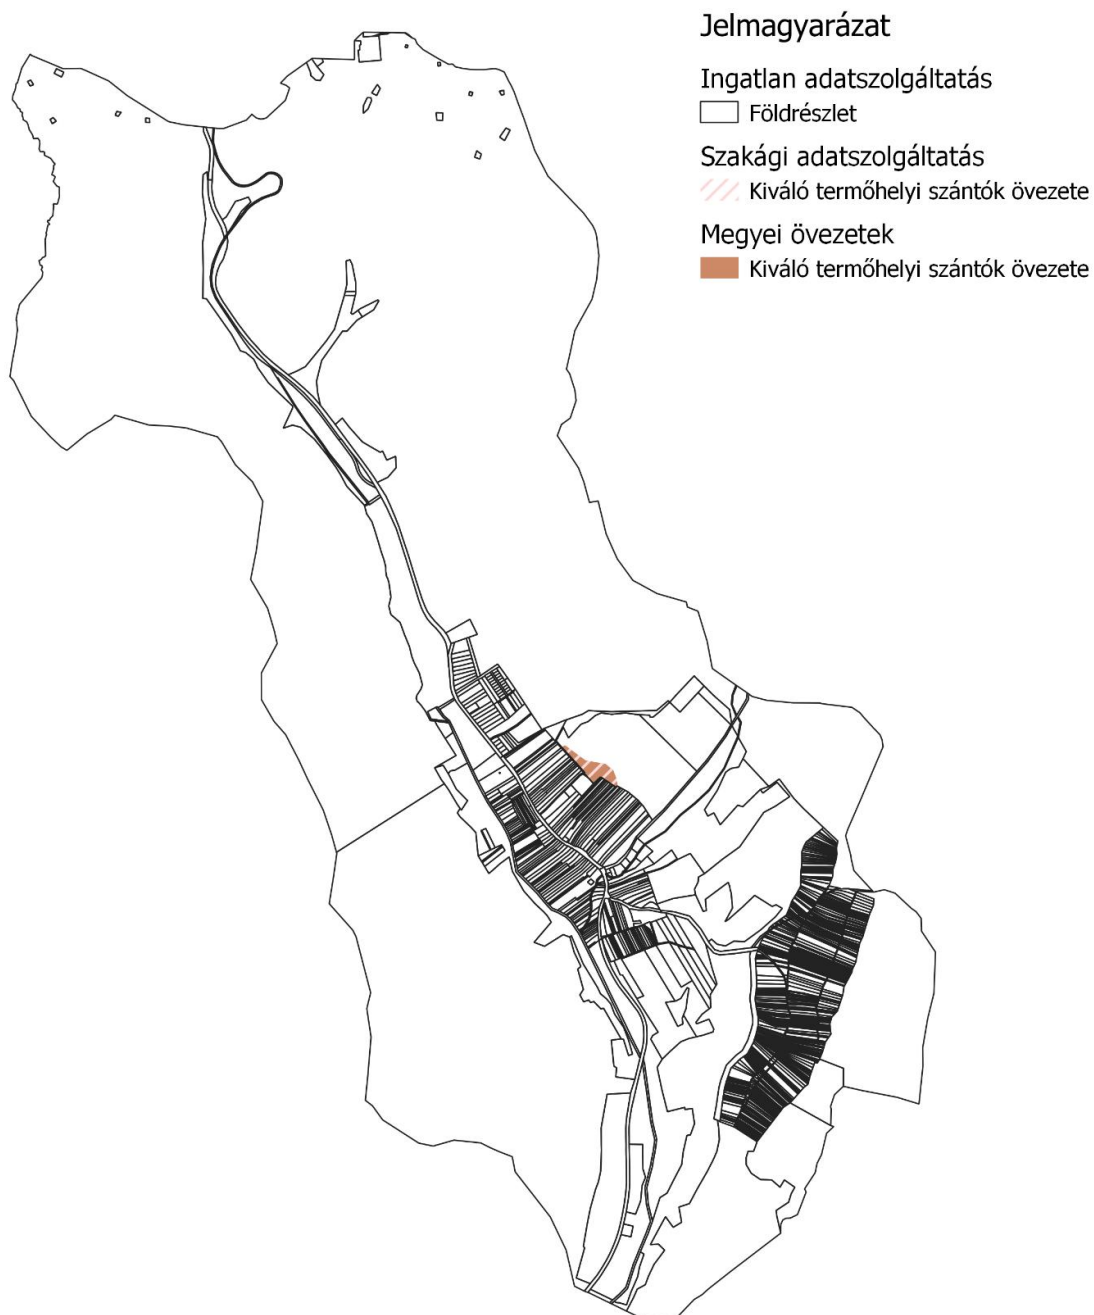 Jelmagyarázat
Ingatlan adatszolgáltatás
Földrészlet
Szakági adatszolgáltatás
Kiváló termőhelyi szántók övezete
Megyei övezetek
Kiváló termőhelyi szántók övezete